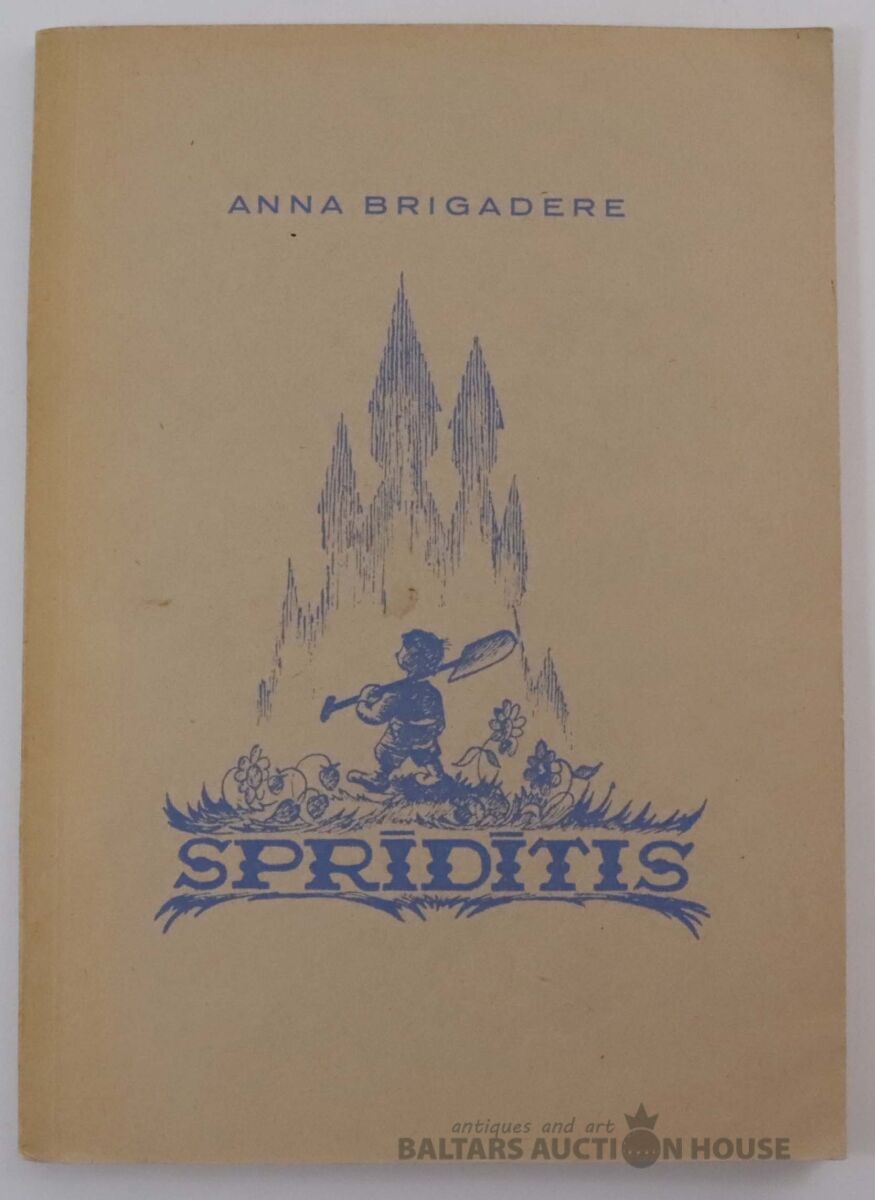 ANNA BRIGADERE
SPRĪDĪTIS
antiques and art
BALTARS AUCTION HOUSE